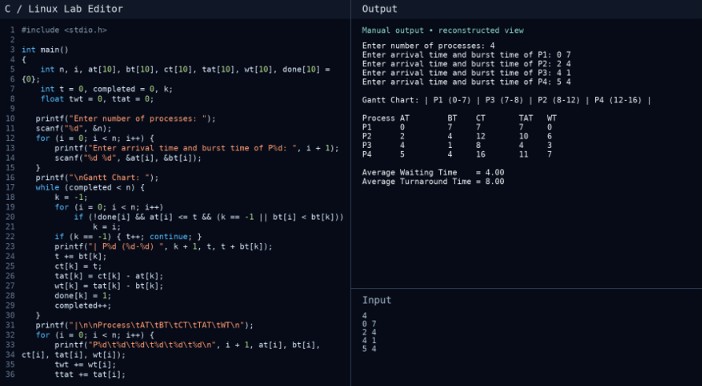 C / Linux Lab Editor
1 #include <stdio.h>
2
3 int main()
4 {
5     int n, i, at[10], bt[10], ct[10], tat[10], wt[10], done[10] =
6 {0};
7     int t = 0, completed = 0, k;
8     float twt = 0, ttat = 0;
9
10     printf("Enter number of processes: ");
11     scanf("%d", &n);
12     for (i = 0; i < n; i++) {
13         printf("Enter arrival time and burst time of P%d: ", i + 1);
14         scanf("%d %d", &at[i], &bt[i]);
15     }
16     printf("\nGantt Chart: ");
17     while (completed < n) {
18         k = -1;
19         for (i = 0; i < n; i++)
20             if (!done[i] && at[i] <= t && (k == -1 || bt[i] < bt[k]))
21                 k = i;
22         if (k == -1) { t++; continue; }
23         printf("| P%d (%d-%d) ", k + 1, t, t + bt[k]);
24         t += bt[k];
25         ct[k] = t;
26         tat[k] = ct[k] - at[k];
27         wt[k] = tat[k] - bt[k];
28         done[k] = 1;
29         completed++;
30     }
31     printf("|\n\nProcess\tAT\tBT\tCT\tTAT\tWT\n");
32     for (i = 0; i < n; i++) {
33         printf("P%d\t%d\t%d\t%d\t%d\t%d\n", i + 1, at[i], bt[i],
34 ct[i], tat[i], wt[i]);
35         twt += wt[i];
36         ttat += tat[i];
Output
Manual output • reconstructed view
Enter number of processes: 4
Enter arrival time and burst time of P1: 0 7
Enter arrival time and burst time of P2: 2 4
Enter arrival time and burst time of P3: 4 1
Enter arrival time and burst time of P4: 5 4
Gantt Chart: | P1 (0-7) | P3 (7-8) | P2 (8-12) | P4 (12-16) |
Process AT BT CT TAT WT
P1 0 7 7 7 0
P2 2 4 12 10 6
P3 4 1 8 4 3
P4 5 4 16 11 7
Average Waiting Time = 4.00
Average Turnaround Time = 8.00
Input
4
0 7
2 4
4 1
5 4